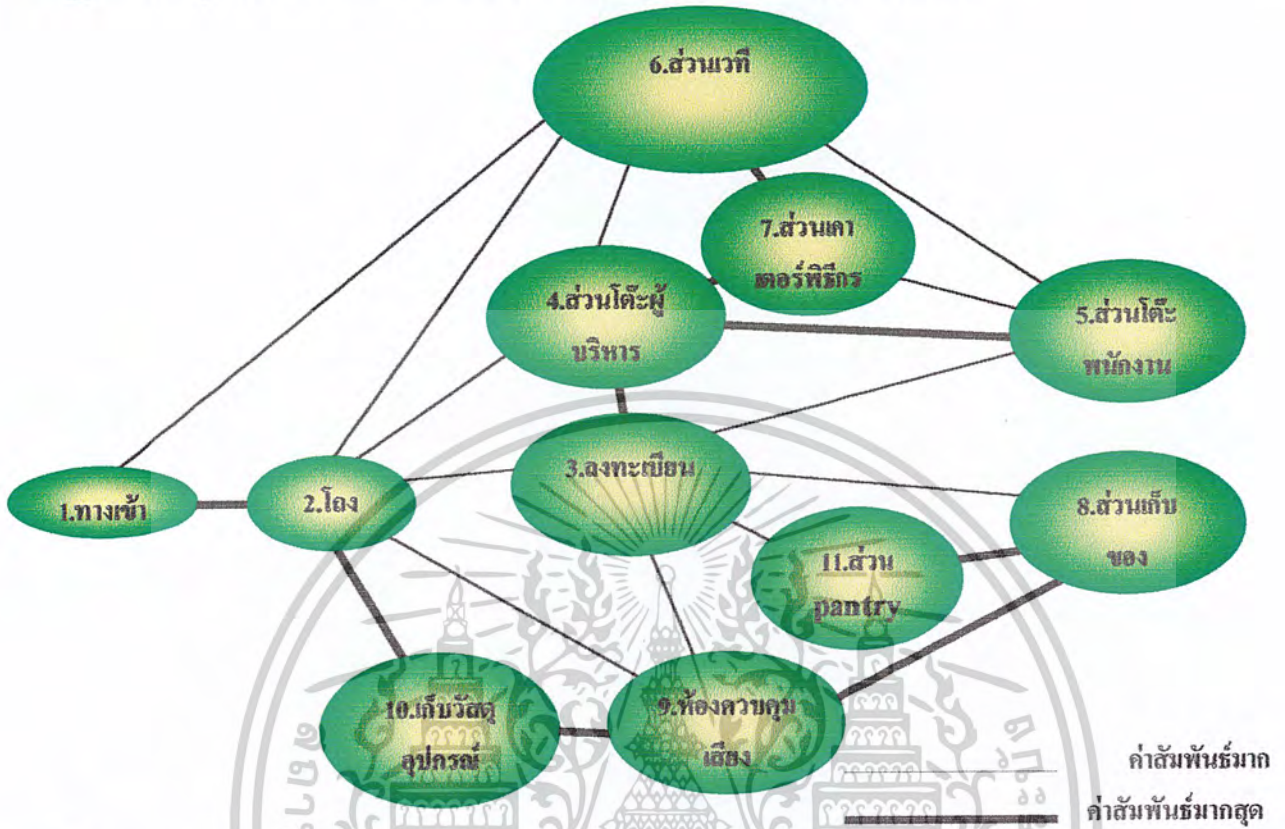 6.ส่วนเวที
7.ส่วนเคา
เตอร์พิธีกร
4.ส่วนโต๊ะผู้
บริหาร
5.ส่วนโต๊ะ
พนักงาน
3.ลงทะเบียน
1.ทางเข้า
2.โถง
8.ส่วนเก็บ
ของ
11.ส่วน
pantry
10.เก็บวัสดุ
อุปกรณ์
9.ห้องควบคุม
เสียง
ค่าสัมพันธ์มาก
ค่าสัมพันธ์มากสุด